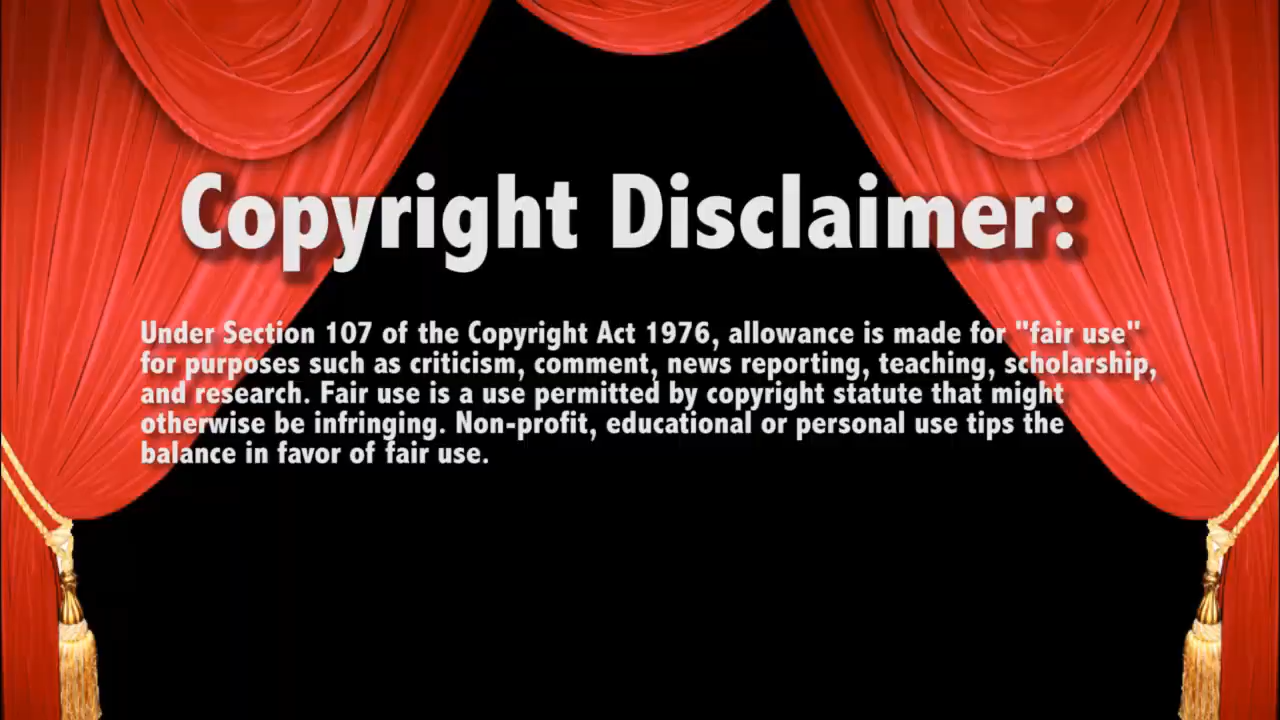 Copyright Disclaimer:
Under Section 107 of the Copyright Act 1976, allowance is made for "fair use"
for purposes such as criticism, comment, news reporting, teaching, scholarship,
and research. Fair use is a use permitted by copyright statute that might
otherwise be infringing. Non-profit, educational or personal use tips the
balance in favor of fair use.